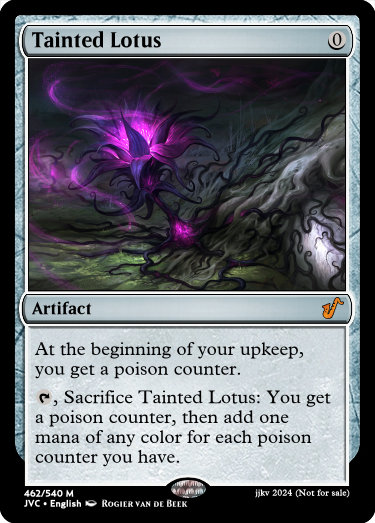 Tainted Lotus 0
Artifact
At the beginning of your upkeep,
you get a poison counter.
, Sacrifice Tainted Lotus: You get
a poison counter, then add one
mana of any color for each poison
counter you have.
462/540 M
JVC • English Rogier van de Beek
jjkv 2024 (Not for sale)